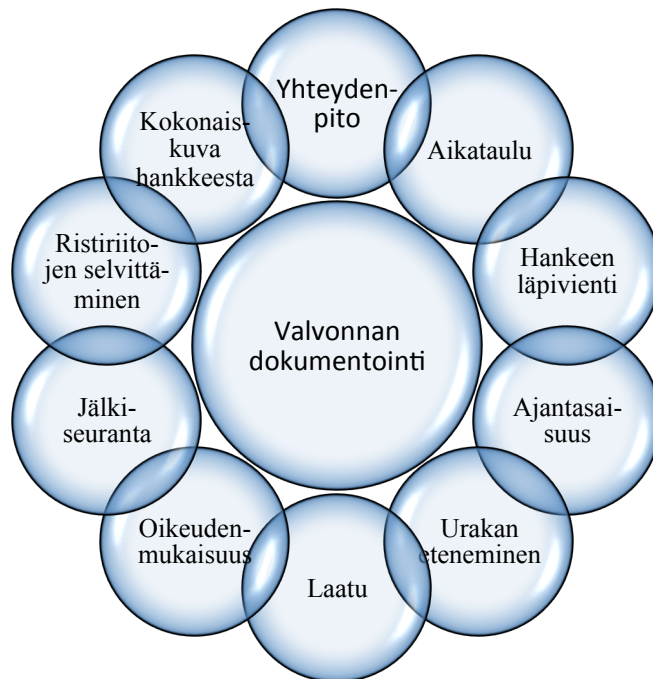 Yhteyden-
pito
Aikataulu
Hankeen
läpivienti
Ajantasai-
suus
Urakan
eteneminen
Laatu
Oikeuden-
mukaisuus
Jälki-
seuranta
Ristiriito-
jen selvittä-
minen
Kokonais-
kuva
hankkeesta
Valvonnan
dokumentointi